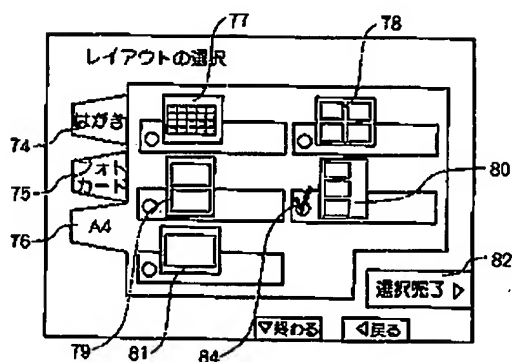 77
78
レイアウトの選択
はがき
74
75
ォト
カード
80
76
A4
82
選択完了 ▷
▽終わる
◁戻る
79
81
84